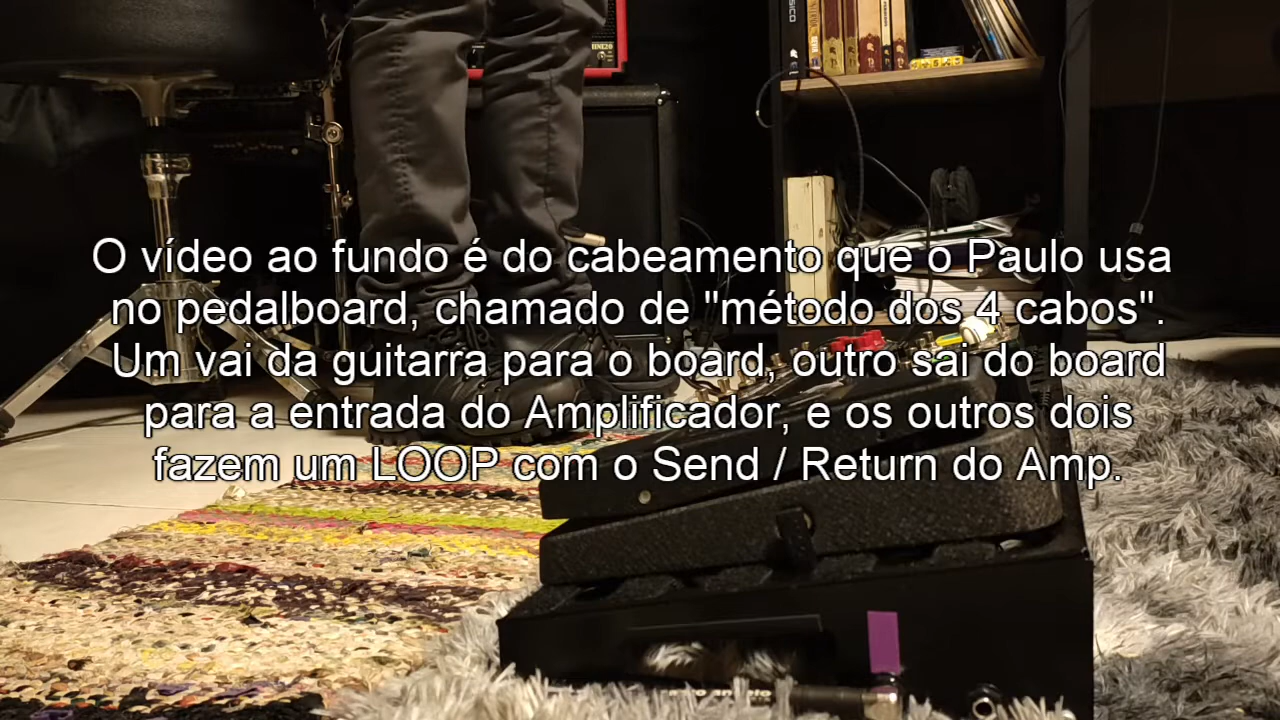 O vídeo ao fundo é do cabeamento que o Paulo usa
no pedalboard, chamado de "método dos 4 cabos".
Um vai da guitarra para o board, outro sai do board
para a entrada do Amplificador, e os outros dois
fazem um LOOP com o Send / Return do Amp.